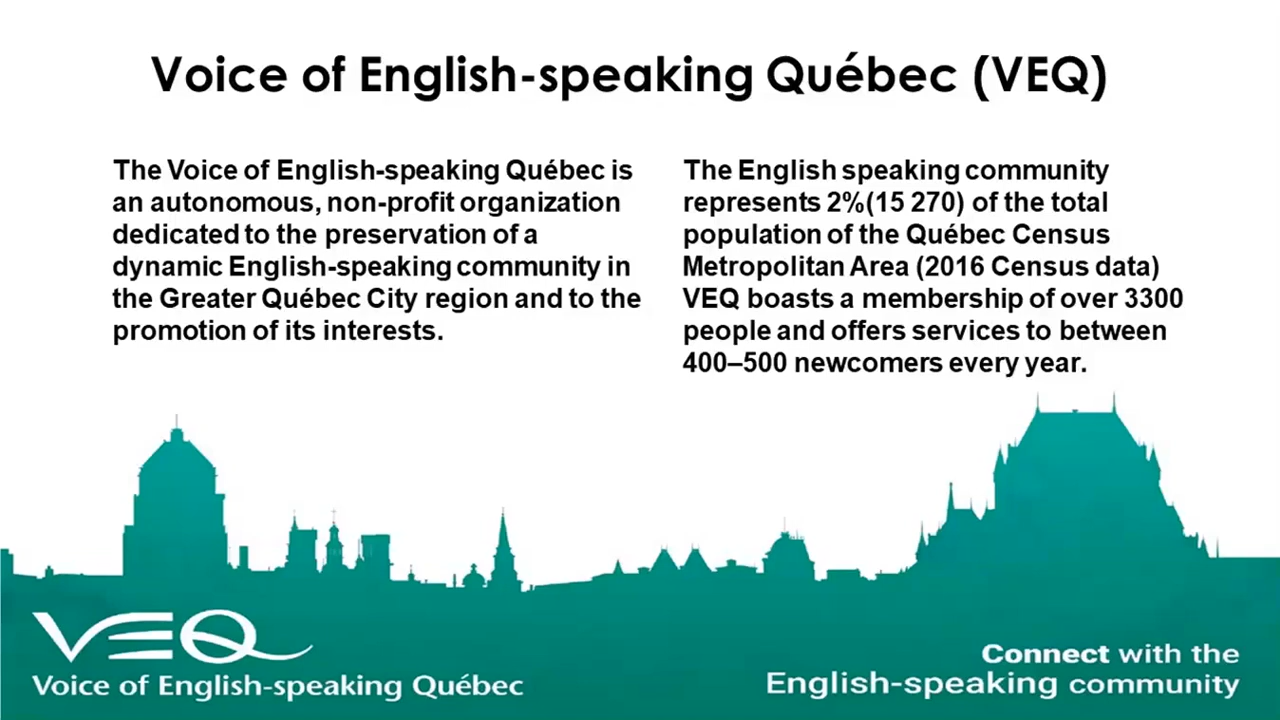 Voice of English-speaking Québec (VEQ)
The Voice of English-speaking Québec is
an autonomous, non-profit organization
dedicated to the preservation of a
dynamic English-speaking community in
the Greater Québec City region and to the
promotion of its interests.
The English speaking community
represents 2%(15 270) of the total
population of the Québec Census
Metropolitan Area (2016 Census data)
VEQ boasts a membership of over 3300
people and offers services to between
400–500 newcomers every year.
VEQ
Voice of English-speaking Québec
Connect with the
English-speaking community